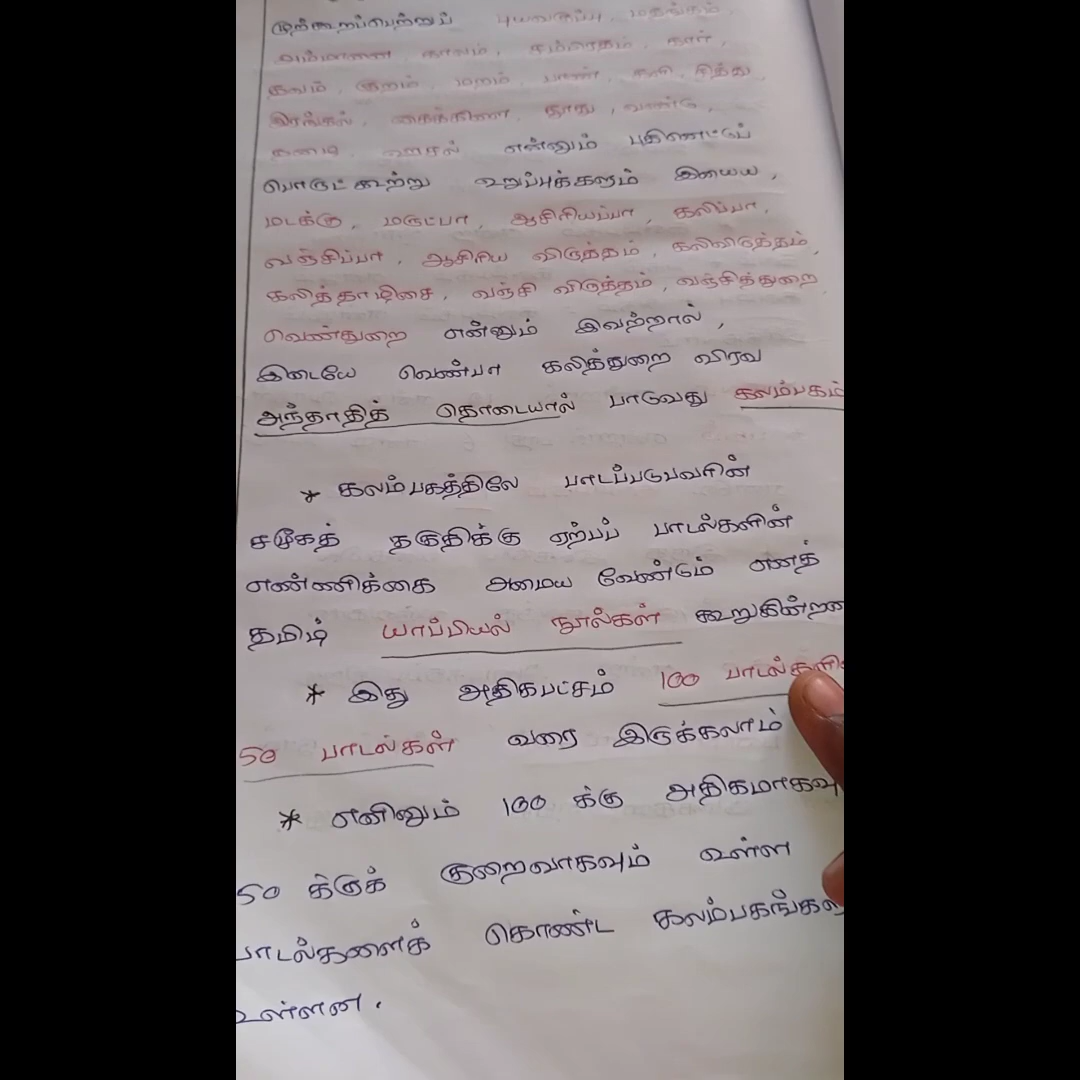 முற்கூறப்பெற்றுப் புயவகுப்பு, மதங்கம்,
அம்மானை காலம், சம்பிரதம், கார்,
தவம், குறம், மறம், பாண், களி, சித்து
இரங்கல், கைக்கிளை, தூது, வண்டு,
தழை, ஊசல் என்னும் பதினெட்டுப்
பொருட் கூற்று உறுப்புக்களும் இயைய,
மடக்கு, மருட்பா, ஆசிரியப்பா, கலிப்பா,
வஞ்சிப்பா, ஆசிரிய விருத்தம், கலிவிருத்தம்,
கலித்தாழிசை, வஞ்சி விருத்தம், வஞ்சித்துறை,
வெண்துறை என்னும் இவற்றால்,
இடையே வெண்பா கலித்துறை விரவ
அந்தாதித் தொடையால் பாடுவது கலம்பகம்
* கலம்பகத்திலே பாடப்படுபவரின்
சமூகத் தகுதிக்கு ஏற்பப் பாடல்களின்
எண்ணிக்கை அமைய வேண்டும் எனத்
தமிழ் யாப்பியல் நூல்கள் கூறுகின்றன
* இது அதிகபட்சம் 100 பாடல்களி
50 பாடல்கள் வரை இருக்கலாம்
* எனினும் 100 க்கு அதிகமாகவு
50 க்குக் குறைவாகவும் உள்ள
பாடல்களைக் கொண்ட கலம்பகங்கள்
உள்ளன.